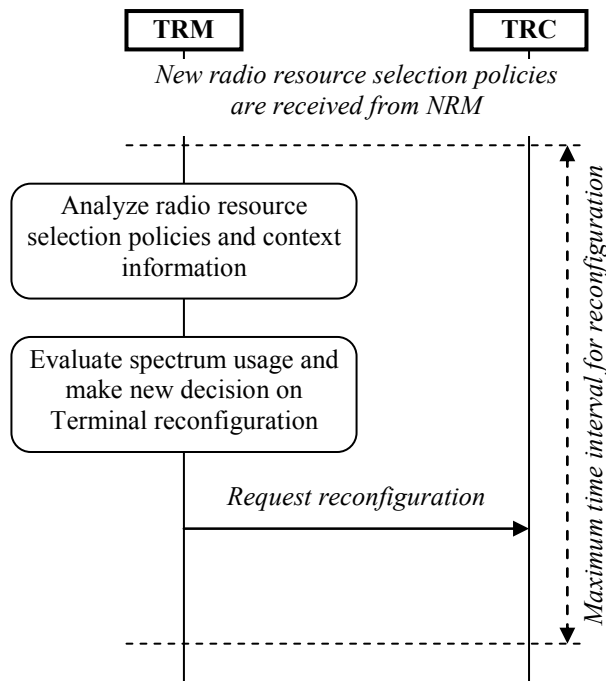 TRM
TRC
New radio resource selection policies
are received from NRM
Analyze radio resource
selection policies and context
information
Evaluate spectrum usage and
make new decision on
Terminal reconfiguration
Request reconfiguration
Maximum time interval for reconfiguration